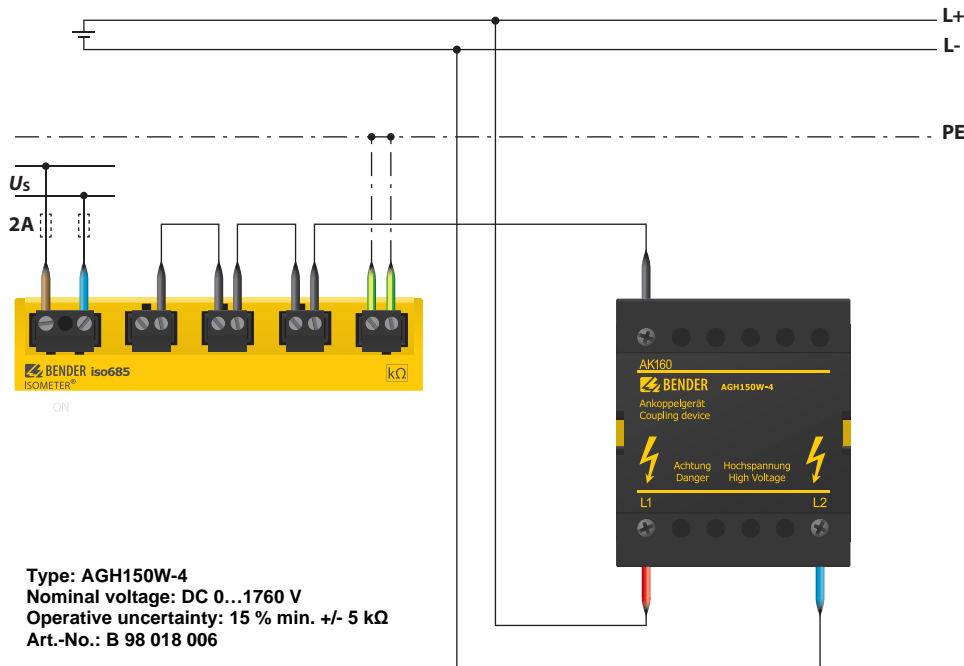 L+
L-
PE
Us
2A
BENDER iso685
ISOMETER®
kΩ
ON
AK160
BENDER AGH150W-4
Ankoppelgerät
Coupling device
Achtung Hochspannung
Danger High Voltage
L1 L2
Type: AGH150W-4
Nominal voltage: DC 0…1760 V
Operative uncertainty: 15 % min. +/- 5 kΩ
Art.-No.: B 98 018 006